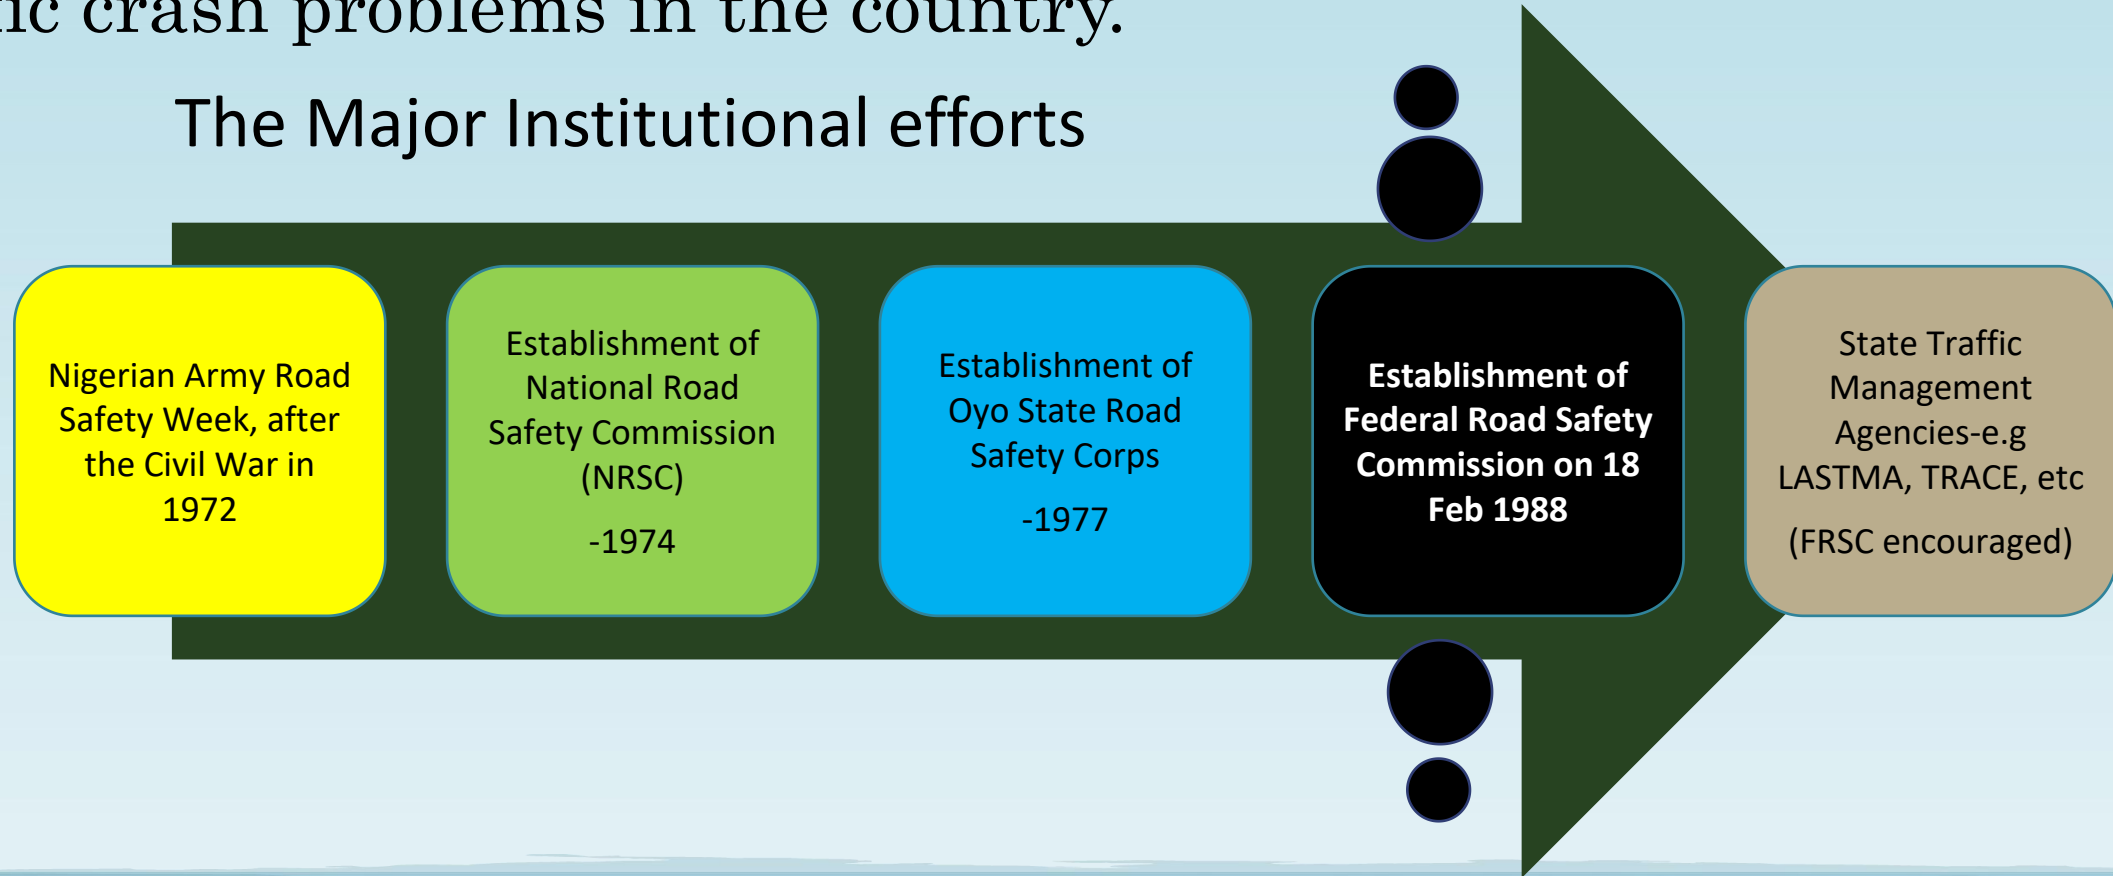 crash problems in the country.
The Major Institutional efforts
Nigerian Army Road
Safety Week, after
the Civil War in
1972
Establishment of
National Road
Safety Commission
(NRSC)
-1974
Establishment of
Oyo State Road
Safety Corps
-1977
Establishment of
Federal Road Safety
Commission on 18
Feb 1988
State Traffic
Management
Agencies-e.g
LASTMA, TRACE, etc
(FRSC encouraged)